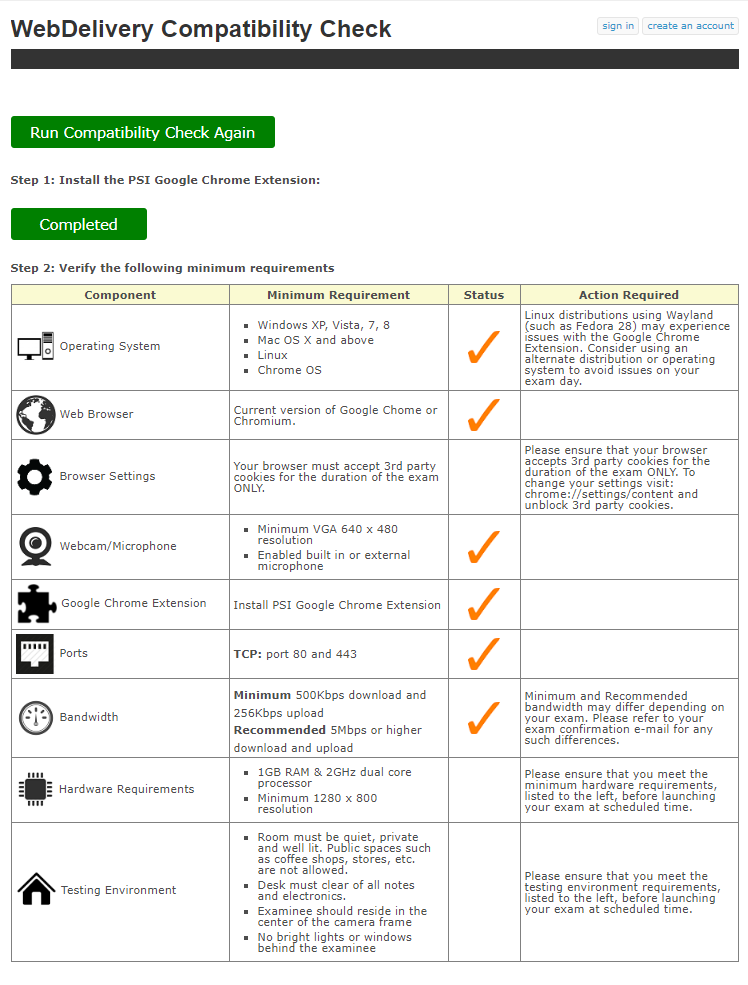 WebDelivery Compatibility Check
sign in
create an account
Run Compatibility Check Again
Step 1: Install the PSI Google Chrome Extension:
Completed
Step 2: Verify the following minimum requirements
Component
Minimum Requirement
Status
Action Required
Operating System
Windows XP, Vista, 7, 8
Mac OS X and above
Linux
Chrome OS
Linux distributions using Wayland
(such as Fedora 28) may experience
issues with the Google Chrome
Extension. Consider using an
alternate distribution or operating
system to avoid issues on your
exam day.
Web Browser
Current version of Google Chome or
Chromium.
Browser Settings
Your browser must accept 3rd party
cookies for the duration of the exam
ONLY.
Please ensure that your browser
accepts 3rd party cookies for the
duration of the exam ONLY. To
change your settings visit:
chrome://settings/content and
unblock 3rd party cookies.
Webcam/Microphone
Minimum VGA 640 x 480
resolution
Enabled built in or external
microphone
Google Chrome Extension
Install PSI Google Chrome Extension
Ports
TCP: port 80 and 443
Bandwidth
Minimum 500Kbps download and
256Kbps upload
Recommended 5Mbps or higher
download and upload
Minimum and Recommended
bandwidth may differ depending on
your exam. Please refer to your
exam confirmation e-mail for any
such differences.
Hardware Requirements
1GB RAM & 2GHz dual core
processor
Minimum 1280 x 800
resolution
Please ensure that you meet the
minimum hardware requirements,
listed to the left, before launching
your exam at scheduled time.
Testing Environment
Room must be quiet, private
and well lit. Public spaces such
as coffee shops, stores, etc.
are not allowed.
Desk must clear of all notes
and electronics.
Examinee should reside in the
center of the camera frame
No bright lights or windows
behind the examinee
Please ensure that you meet the
testing environment requirements,
listed to the left, before launching
your exam at scheduled time.